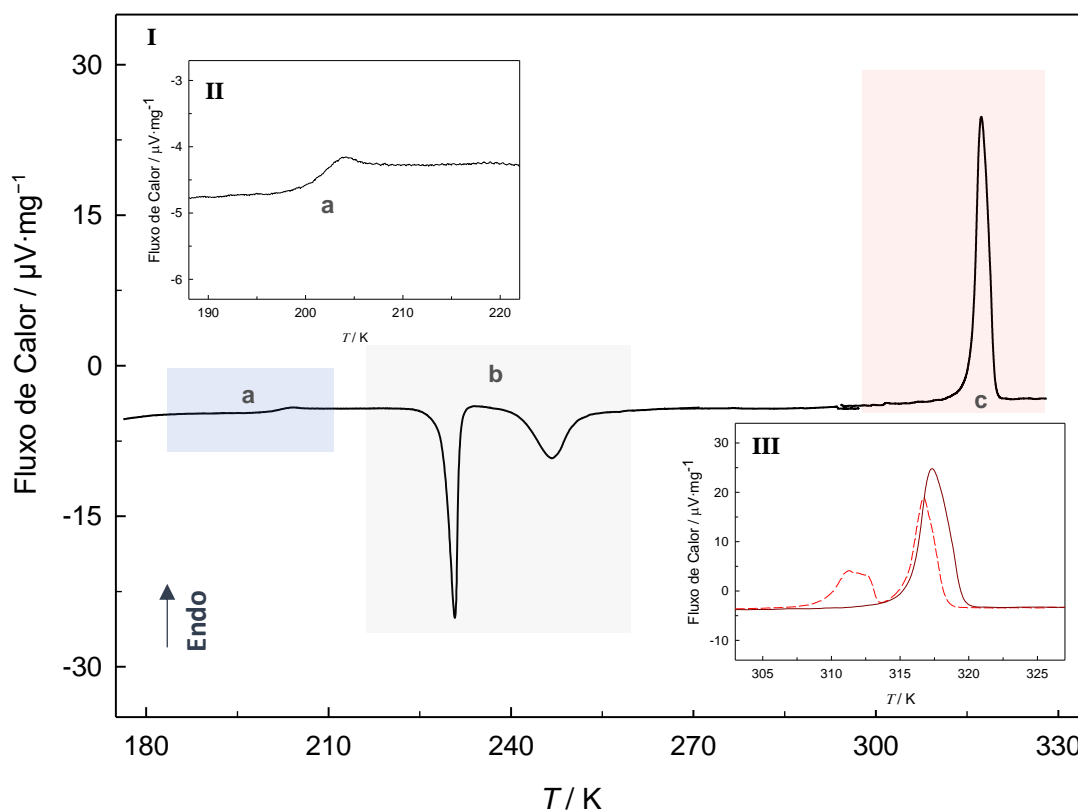 I
30
15
0
-15
-30
Fluxo de Calor / µV·mg⁻¹
180
210
240
270
300
330
T / K
a
b
c
Endo
II
-3
-4
-5
-6
Fluxo de Calor / µV·mg⁻¹
a
190
200
210
220
T / K
III
30
20
10
0
-10
Fluxo de Calor / µV·mg⁻¹
305
310
315
320
325
T / K